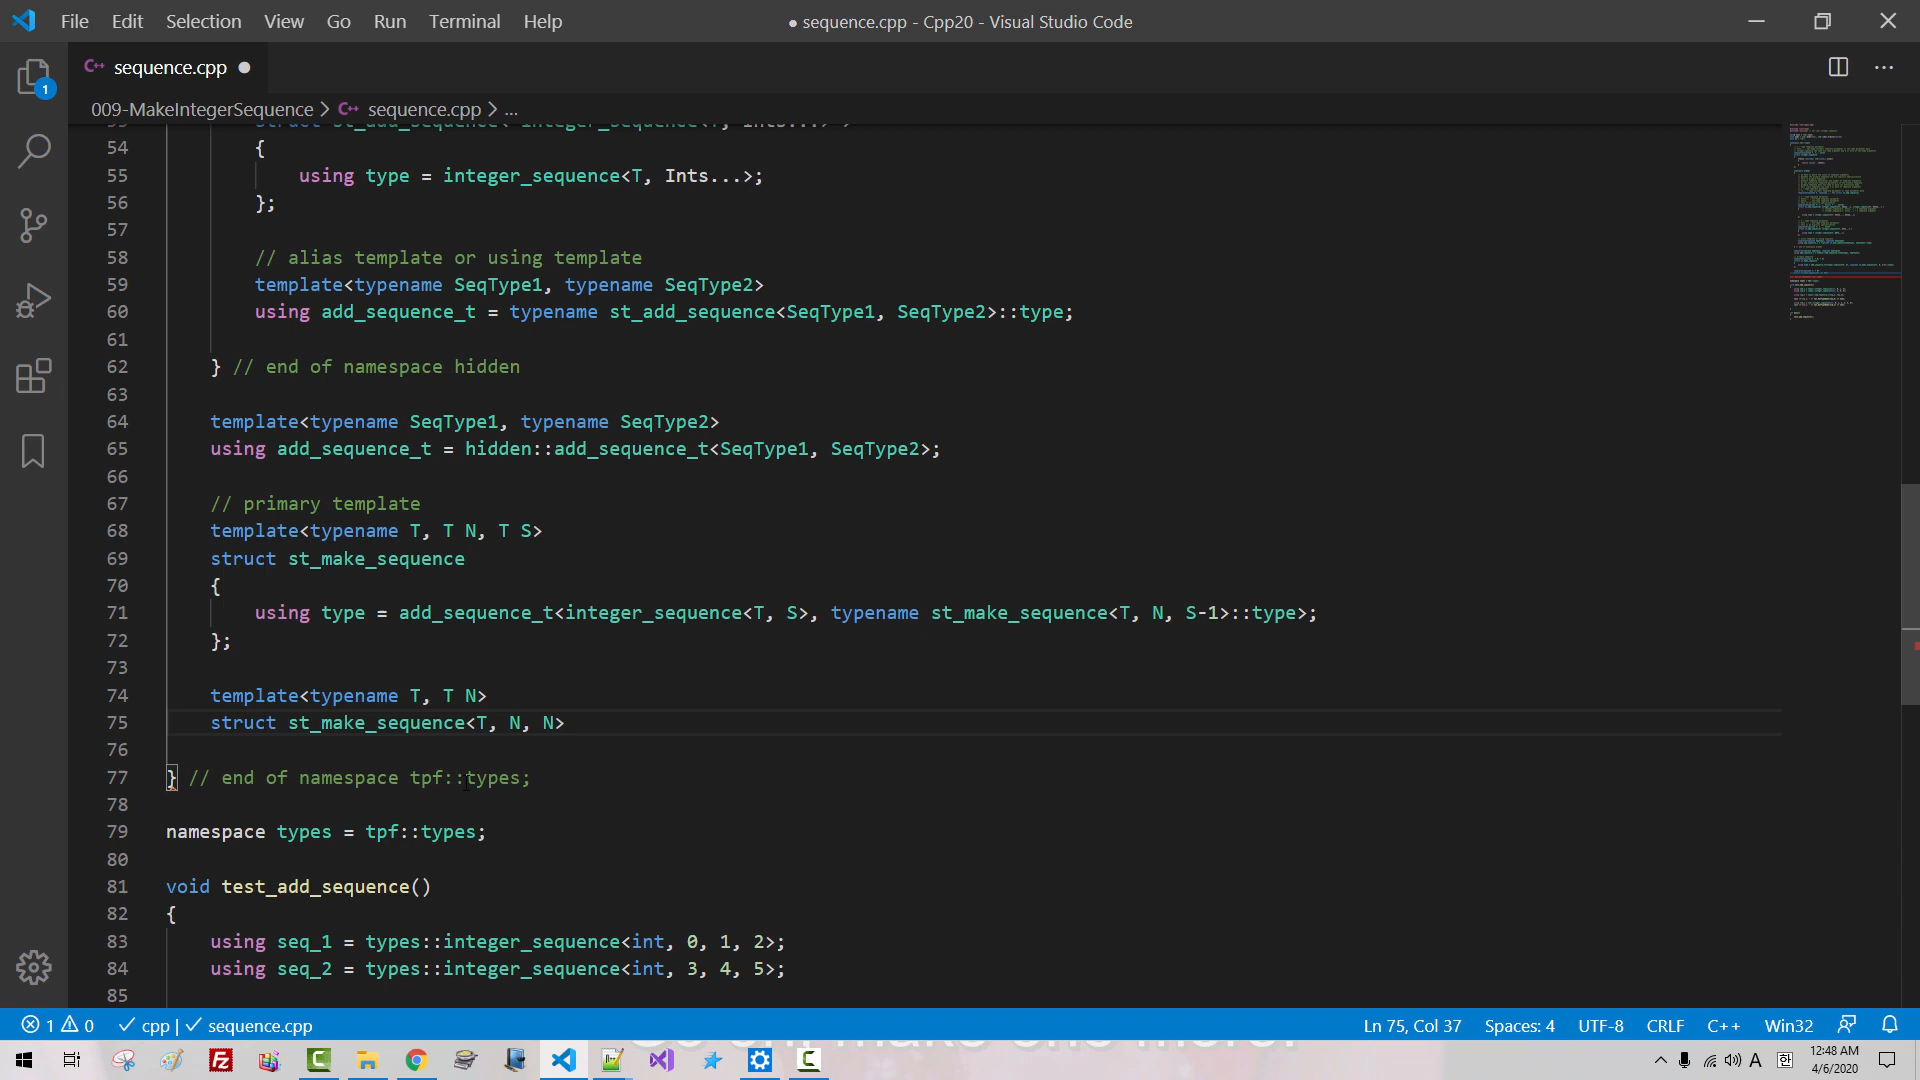 File Edit Selection View Go Run Terminal Help
● sequence.cpp - Cpp20 - Visual Studio Code
C++ sequence.cpp ●
009-MakeIntegerSequence > C++ sequence.cpp > ...
1
struct st_add_sequence< integer_sequence<T, Ints...> >
54 {
55 using type = integer_sequence<T, Ints...>;
56 };
57
58 // alias template or using template
59 template<typename SeqType1, typename SeqType2>
60 using add_sequence_t = typename st_add_sequence<SeqType1, SeqType2>::type;
61
62 } // end of namespace hidden
63
64 template<typename SeqType1, typename SeqType2>
65 using add_sequence_t = hidden::add_sequence_t<SeqType1, SeqType2>;
66
67 // primary template
68 template<typename T, T N, T S>
69 struct st_make_sequence
70 {
71 using type = add_sequence_t<integer_sequence<T, S>, typename st_make_sequence<T, N, S-1>::type>;
72 };
73
74 template<typename T, T N>
75 struct st_make_sequence<T, N, N>
76
77 } // end of namespace tpf::types;
78
79 namespace types = tpf::types;
80
81 void test_add_sequence()
82 {
83 using seq_1 = types::integer_sequence<int, 0, 1, 2>;
84 using seq_2 = types::integer_sequence<int, 3, 4, 5>;
85
1 0 cpp | sequence.cpp
Ln 75, Col 37 Spaces: 4 UTF-8 CRLF C++ Win32
A 한 12:48 AM
4/6/2020